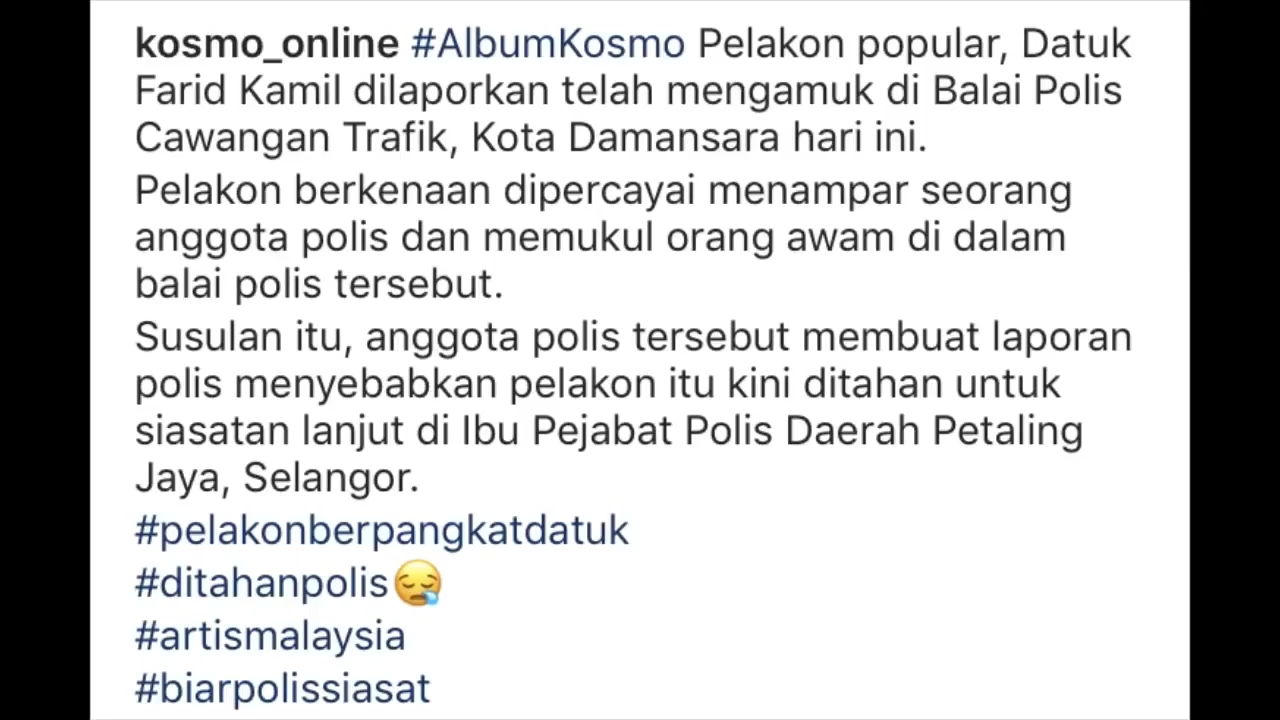 kosmo_online #AlbumKosmo Pelakon popular, Datuk
Farid Kamil dilaporkan telah mengamuk di Balai Polis
Cawangan Trafik, Kota Damansara hari ini.
Pelakon berkenaan dipercayai menampar seorang
anggota polis dan memukul orang awam di dalam
balai polis tersebut.
Susulan itu, anggota polis tersebut membuat laporan
polis menyebabkan pelakon itu kini ditahan untuk
siasatan lanjut di Ibu Pejabat Polis Daerah Petaling
Jaya, Selangor.
#pelakonberpangkatdatuk
#ditahanpolis😪
#artismalaysia
#biarpolissiasat